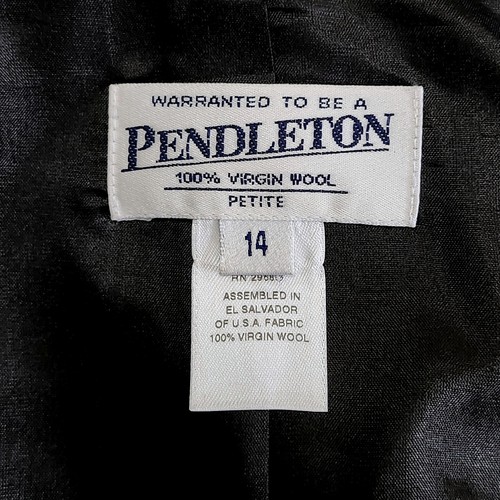 WARRANTED TO BE A
PENDLETON
100% VIRGIN WOOL
PETITE
14
ASSEMBLED IN
EL SALVADOR
OF U.S.A. FABRIC
100% VIRGIN WOOL